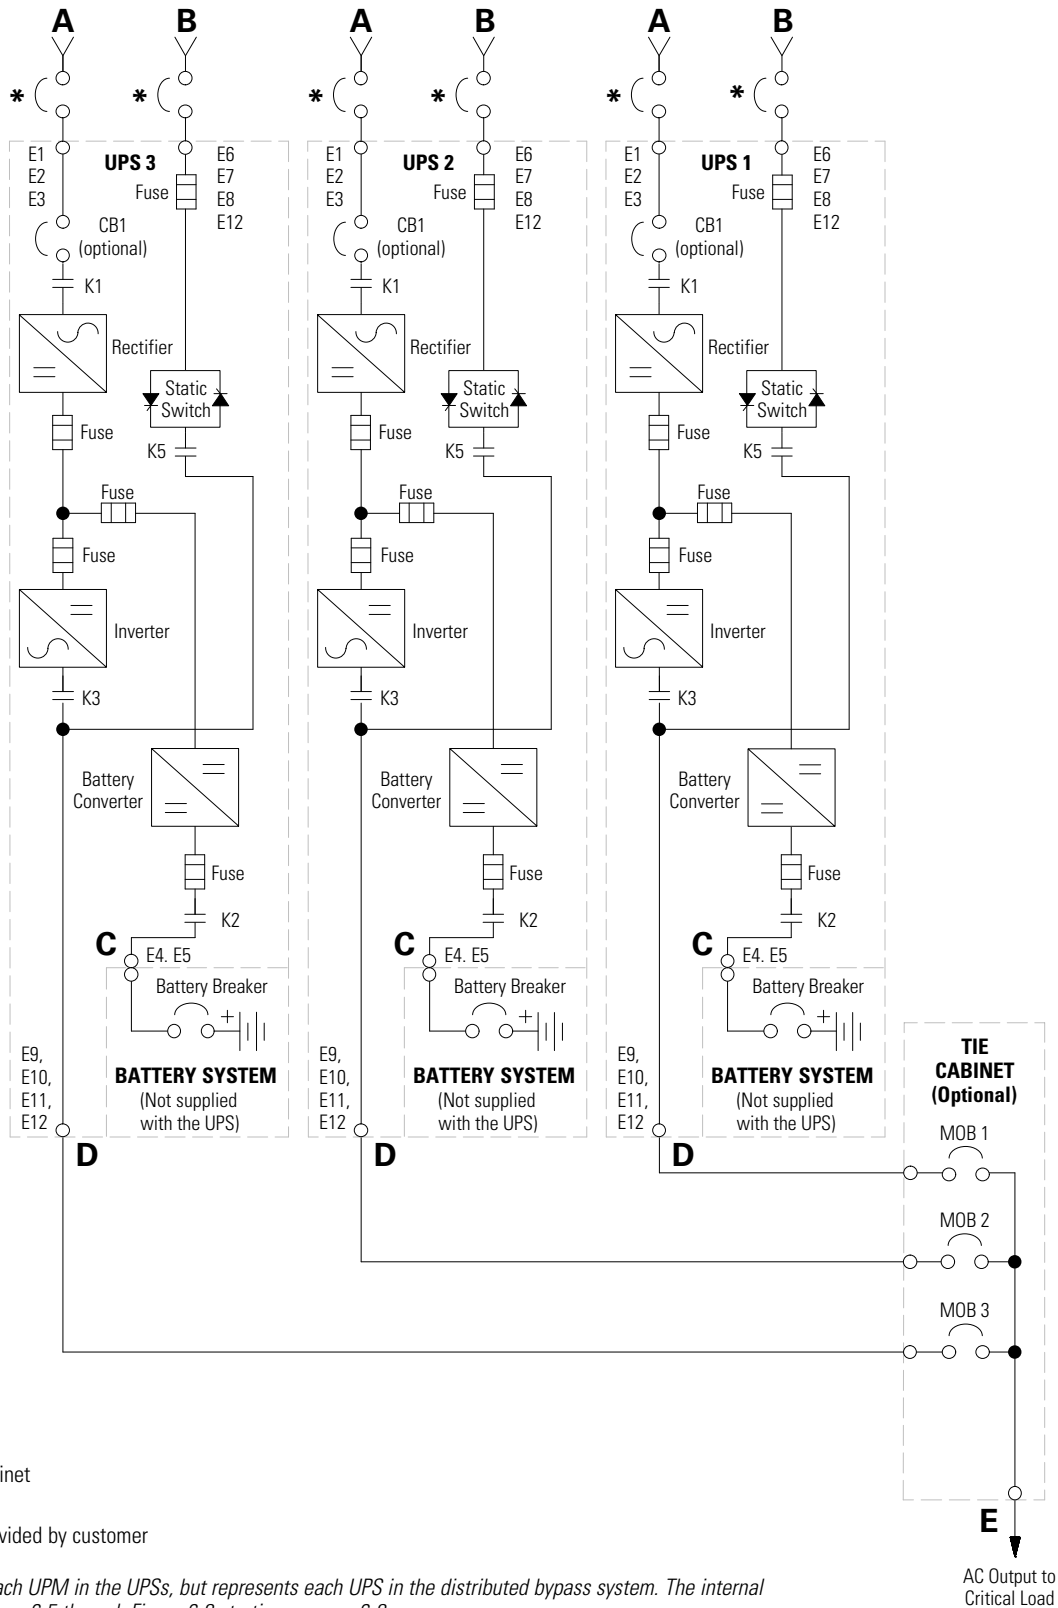 A B A B A B
* * * * * *
UPS 3
E1
E2
E3
E6
E7
E8
E12
Fuse
CB1
(optional)
K1
Rectifier
Static
Switch
Fuse
K5
Fuse
Fuse
Inverter
K3
Battery
Converter
Fuse
K2
C
E4. E5
Battery Breaker
+
BATTERY SYSTEM
(Not supplied
with the UPS)
E9,
E10,
E11,
E12
D
UPS 2
E1
E2
E3
E6
E7
E8
E12
Fuse
CB1
(optional)
K1
Rectifier
Static
Switch
Fuse
K5
Fuse
Fuse
Inverter
K3
Battery
Converter
Fuse
K2
C
E4. E5
Battery Breaker
+
BATTERY SYSTEM
(Not supplied
with the UPS)
E9,
E10,
E11,
E12
D
UPS 1
E1
E2
E3
E6
E7
E8
E12
Fuse
CB1
(optional)
K1
Rectifier
Static
Switch
Fuse
K5
Fuse
Fuse
Inverter
K3
Battery
Converter
Fuse
K2
C
E4. E5
Battery Breaker
+
BATTERY SYSTEM
(Not supplied
with the UPS)
E9,
E10,
E11,
E12
D
TIE
CABINET
(Optional)
MOB 1
MOB 2
MOB 3
E
AC Output to
Critical Load
inet
vided by customer
ach UPM in the UPSs, but represents each UPS in the distributed bypass system. The internal